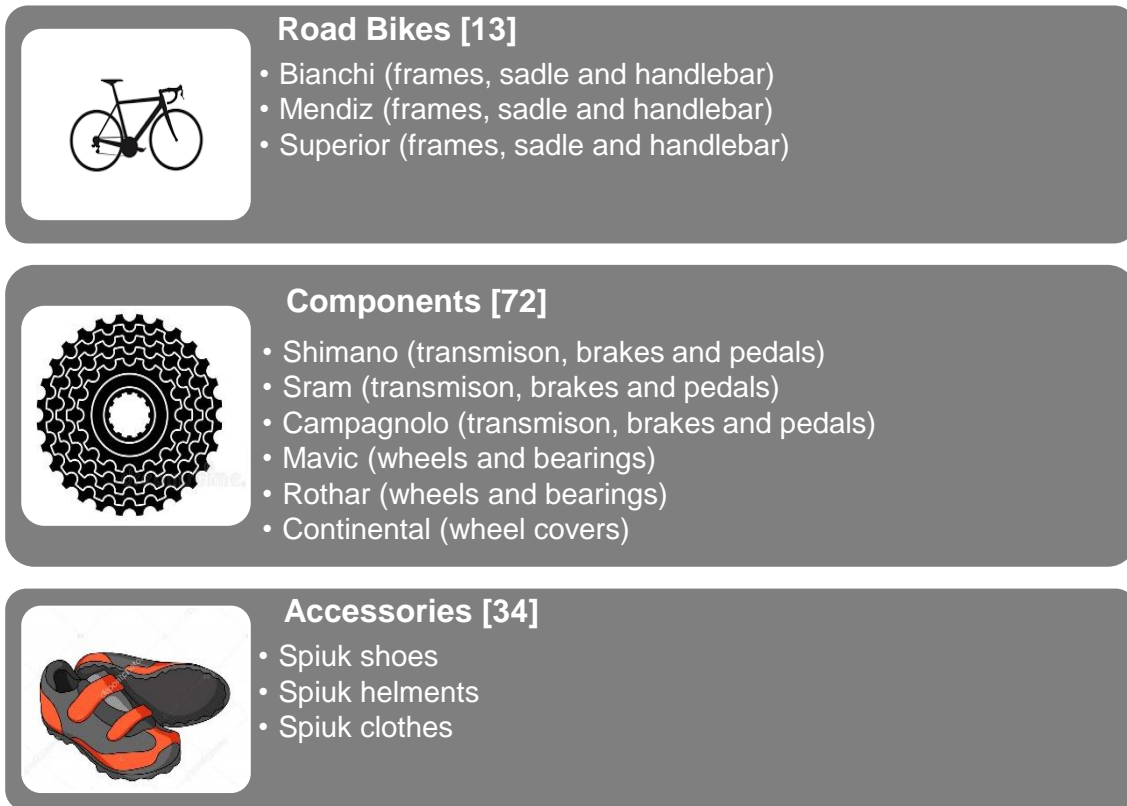 Road Bikes [13]
• Bianchi (frames, sadle and handlebar)
• Mendiz (frames, sadle and handlebar)
• Superior (frames, sadle and handlebar)
Components [72]
• Shimano (transmison, brakes and pedals)
• Sram (transmison, brakes and pedals)
• Campagnolo (transmison, brakes and pedals)
• Mavic (wheels and bearings)
• Rothar (wheels and bearings)
• Continental (wheel covers)
Accessories [34]
• Spiuk shoes
• Spiuk helments
• Spiuk clothes